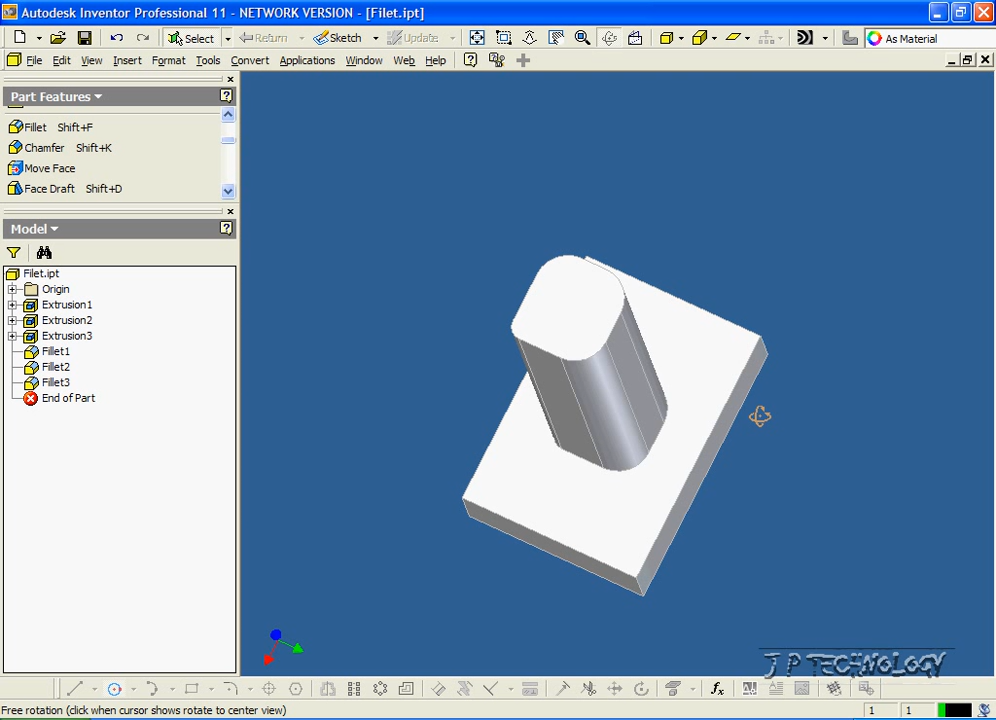 Autodesk Inventor Professional 11 - NETWORK VERSION - [Filet.ipt]
Select Return Sketch Update As Material
File Edit View Insert Format Tools Convert Applications Window Web Help
Part Features
Fillet Shift+F
Chamfer Shift+K
Move Face
Face Draft Shift+D
Model
Filet.ipt
Origin
Extrusion1
Extrusion2
Extrusion3
Fillet1
Fillet2
Fillet3
End of Part
J P TECHNOLOGY
Free rotation (click when cursor shows rotate to center view) 1 1